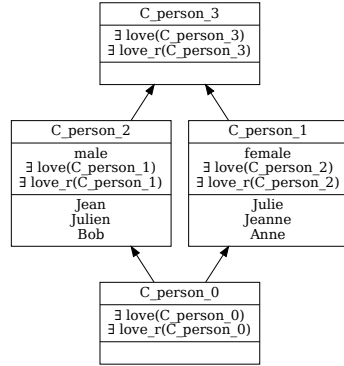 C_person_3
∃ love(C_person_3)
∃ love_r(C_person_3)
C_person_2
male
∃ love(C_person_1)
∃ love_r(C_person_1)
Jean
Julien
Bob
C_person_1
female
∃ love(C_person_2)
∃ love_r(C_person_2)
Julie
Jeanne
Anne
C_person_0
∃ love(C_person_0)
∃ love_r(C_person_0)